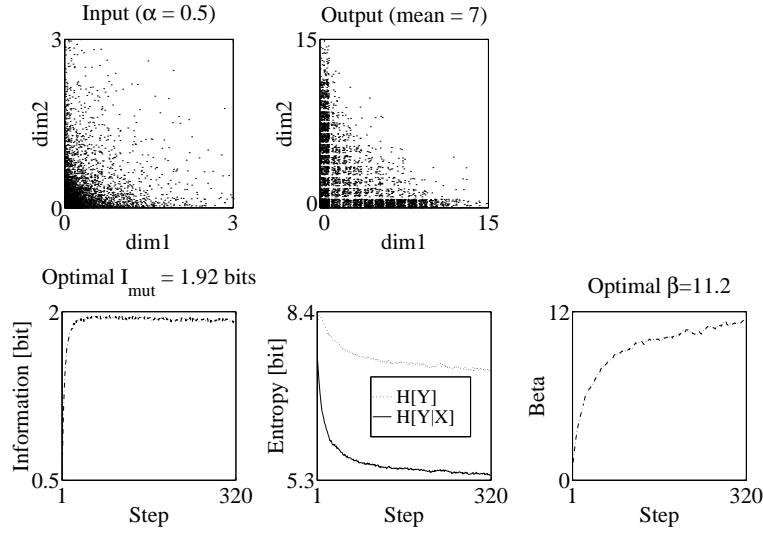 Input (α = 0.5)
3
dim2
0
0
3
dim1
Output (mean = 7)
15
dim2
0
0
15
dim1
Optimal I_mut = 1.92 bits
2
Information [bit]
0.5
1
320
Step
8.4
Entropy [bit]
5.3
H[Y]
H[Y|X]
1
320
Step
Optimal β=11.2
12
Beta
0
1
320
Step